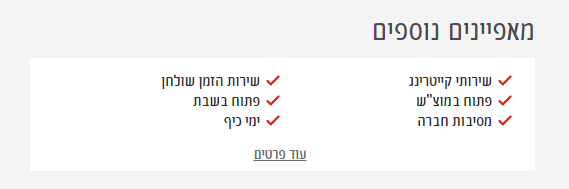 מאפיינים נוספים
שירותי קייטרינג
שירות הזמן שולחן
פתוח במוצ"ש
פתוח בשבת
מסיבות חברה
ימי כיף
עוד פרטים